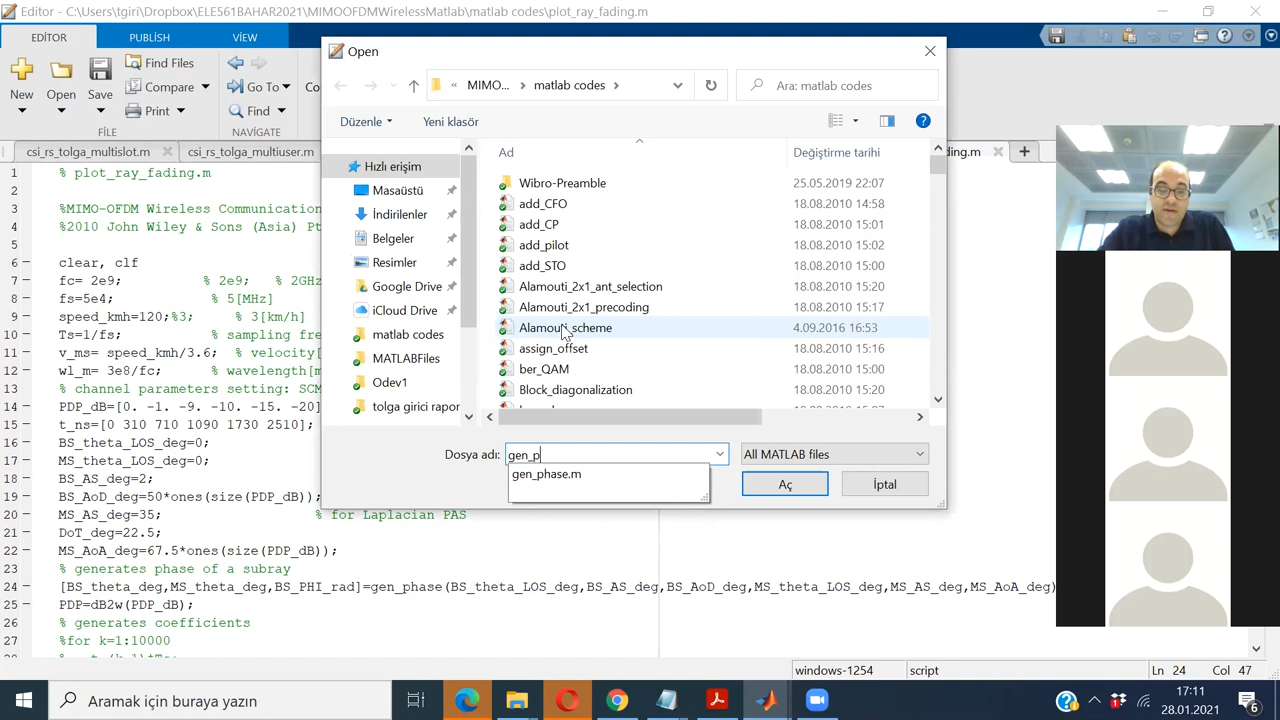 Editor - C:\Users\tgiri\Dropbox\ELE561BAHAR2021\MIMOOFDMWirelessMatlab\matlab codes\plot_ray_fading.m
EDİTOR
PUBLİSH
VİEW
New
Open
Save
Find Files
Compare
Print
Go To
Find
Co
FİLE
NAVİGATE
csi_rs_tolga_multislot.m
csi_rs_tolga_multiuser.m
ding.m
Open
«
MIMO...
matlab codes
Ara: matlab codes
Düzenle
Yeni klasör
Hızlı erişim
Masaüstü
İndirilenler
Belgeler
Resimler
Google Drive
iCloud Drive
matlab codes
MATLABFiles
Odev1
tolga girici rapor
Ad
Değiştirme tarihi
Wibro-Preamble 25.05.2019 22:07
add_CFO 18.08.2010 14:58
add_CP 18.08.2010 15:01
add_pilot 18.08.2010 15:02
add_STO 18.08.2010 15:00
Alamouti_2x1_ant_selection 18.08.2010 15:20
Alamouti_2x1_precoding 18.08.2010 15:17
Alamouti_scheme 4.09.2016 16:53
assign_offset 18.08.2010 15:16
ber_QAM 18.08.2010 15:00
Block_diagonalization 18.08.2010 15:20
Dosya adı:
gen_p
All MATLAB files
gen_phase.m
Aç
İptal
1 % plot_ray_fading.m
2
3 %MIMO-OFDM Wireless Communication
4 %2010 John Wiley & Sons (Asia) Pt
5
6 clear, clf
7 fc= 2e9; % 2e9; % 2GHz
8 fs=5e4; % 5[MHz]
9 speed_kmh=120;%3; % 3[km/h]
10 Ts=1/fs; % sampling fre
11 v_ms= speed_kmh/3.6; % velocity[
12 wl_m= 3e8/fc; % wavelength[m
13 % channel parameters setting: SCM
14 PDP_dB=[0. -1. -9. -10. -15. -20]
15 t_ns=[0 310 710 1090 1730 2510];
16 BS_theta_LOS_deg=0;
17 MS_theta_LOS_deg=0;
18 BS_AS_deg=2;
19 BS_AoD_deg=50*ones(size(PDP_dB));
20 MS_AS_deg=35; % for Laplacian PAS
21 DoT_deg=22.5;
22 MS_AoA_deg=67.5*ones(size(PDP_dB));
23 % generates phase of a subray
24 [BS_theta_deg,MS_theta_deg,BS_PHI_rad]=gen_phase(BS_theta_LOS_deg,BS_AS_deg,BS_AoD_deg,MS_theta_LOS_deg,MS_AS_deg,MS_AoA_deg)
25 PDP=dB2w(PDP_dB);
26 % generates coefficients
27 %for k=1:10000
windows-1254
script
Ln 24 Col 47
Aramak için buraya yazın
17:11
28.01.2021
6